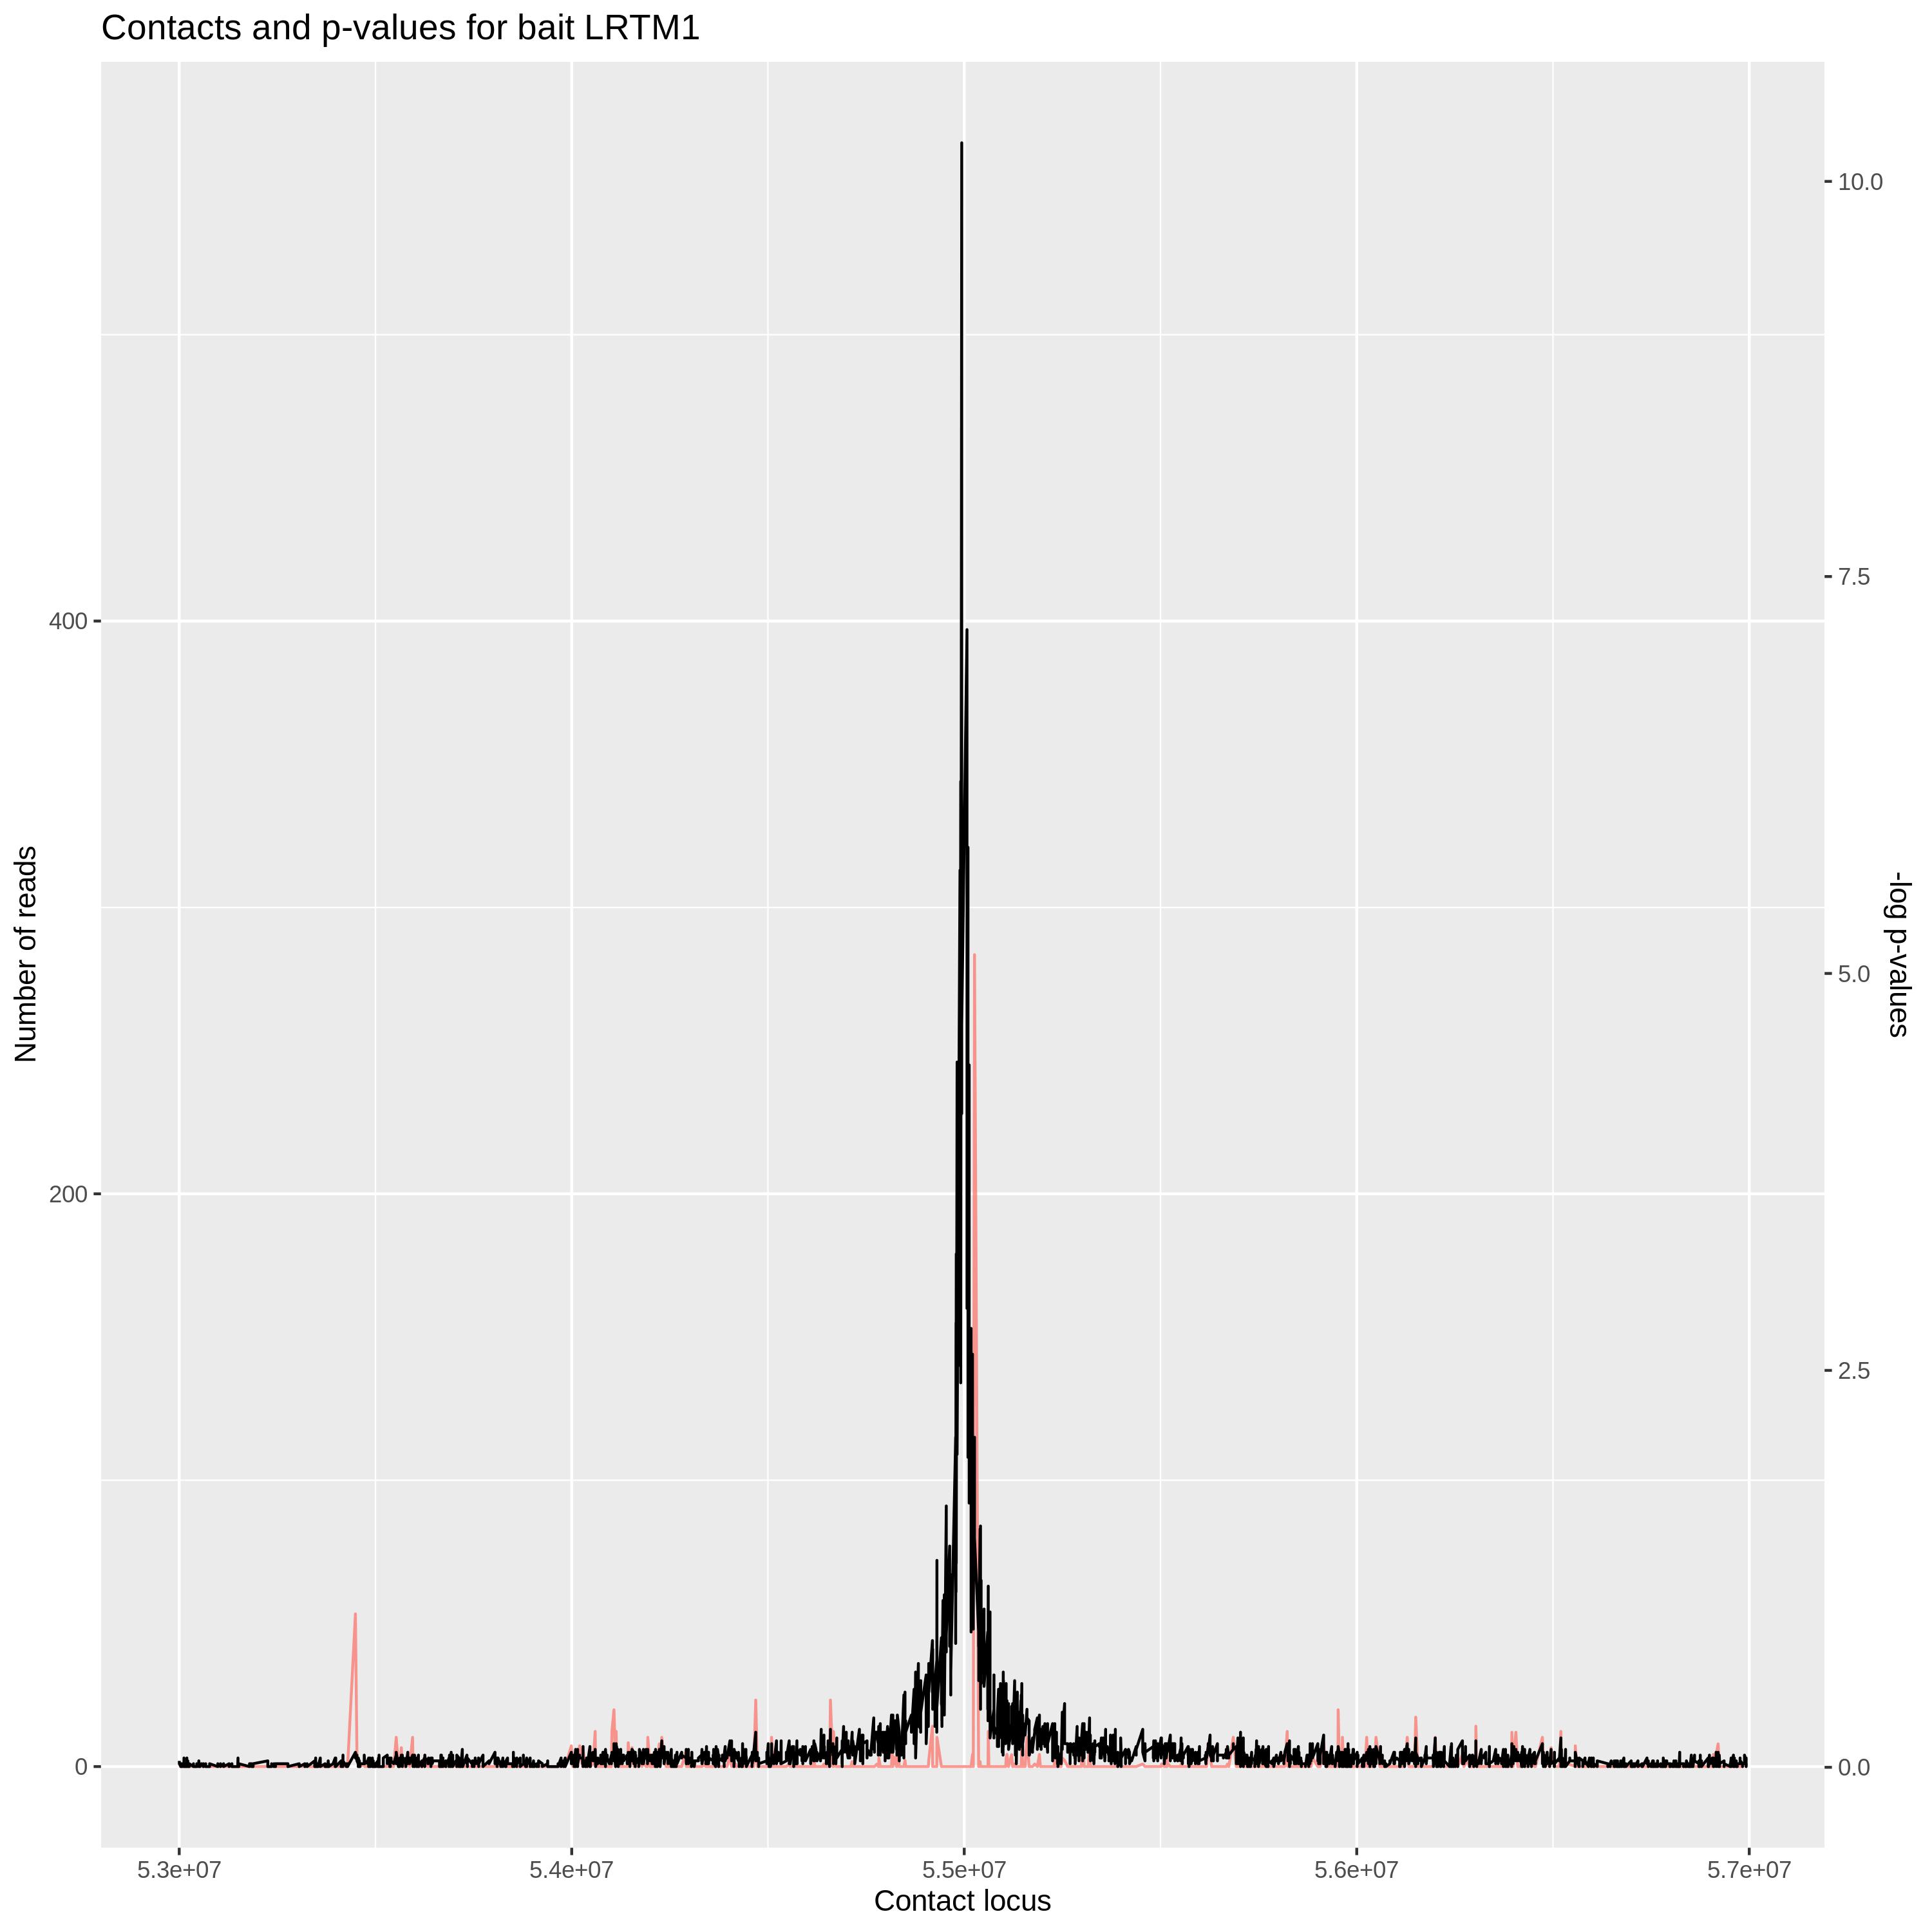 Contacts and p-values for bait LRTM1
10.0
7.5
400
Number of reads
-log p-values
5.0
200
2.5
0
0.0
5.3e+07
5.4e+07
5.5e+07
5.6e+07
5.7e+07
Contact locus